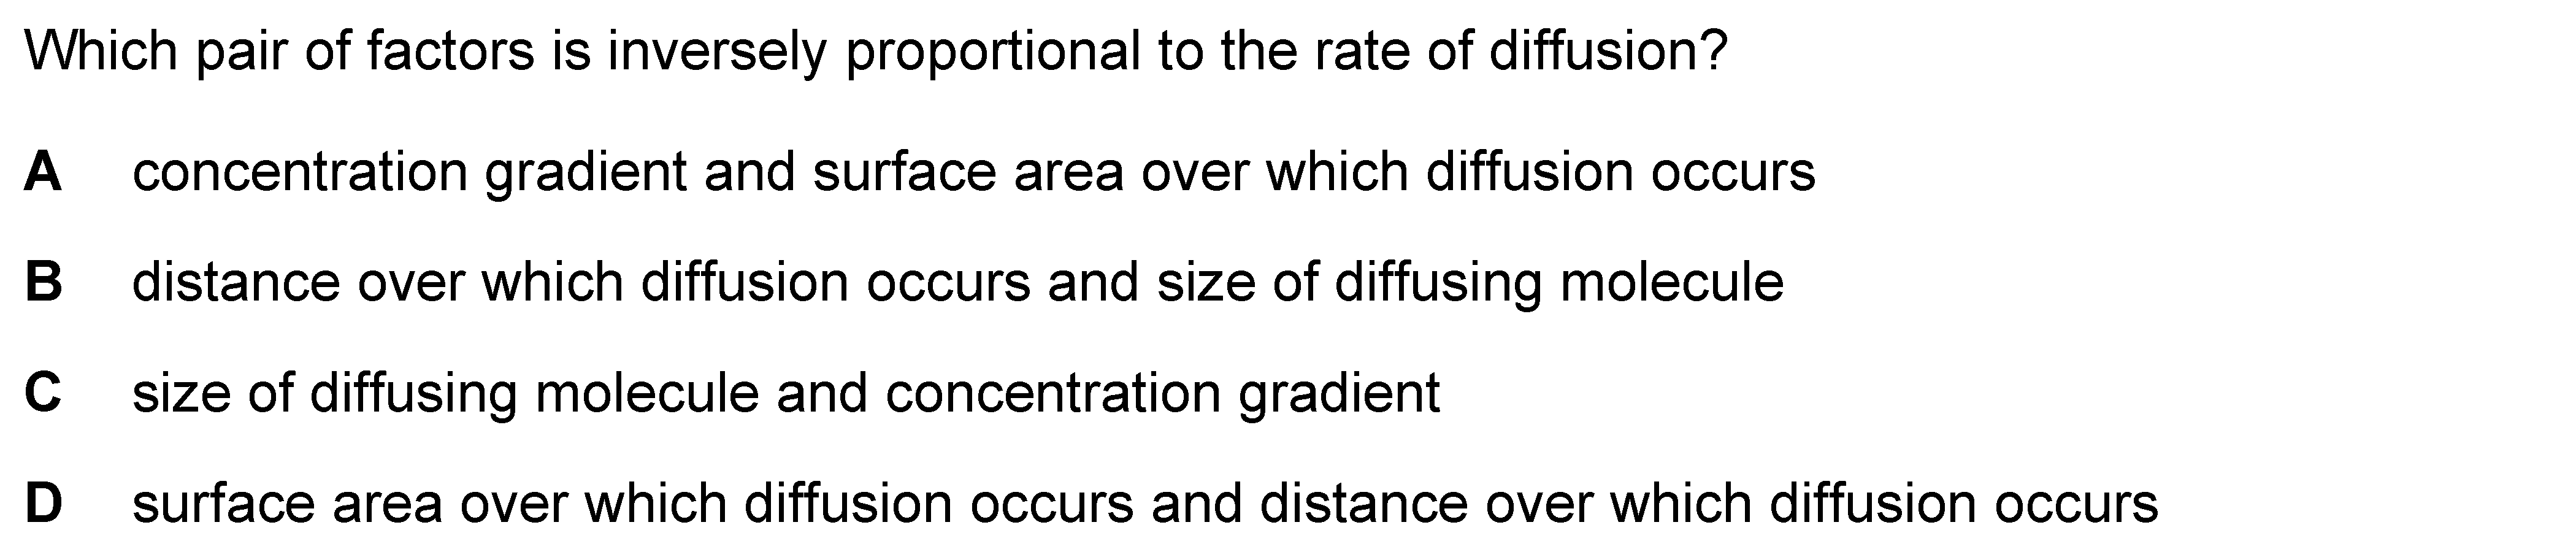 Which pair of factors is inversely proportional to the rate of diffusion?
A concentration gradient and surface area over which diffusion occurs
B distance over which diffusion occurs and size of diffusing molecule
C size of diffusing molecule and concentration gradient
D surface area over which diffusion occurs and distance over which diffusion occurs